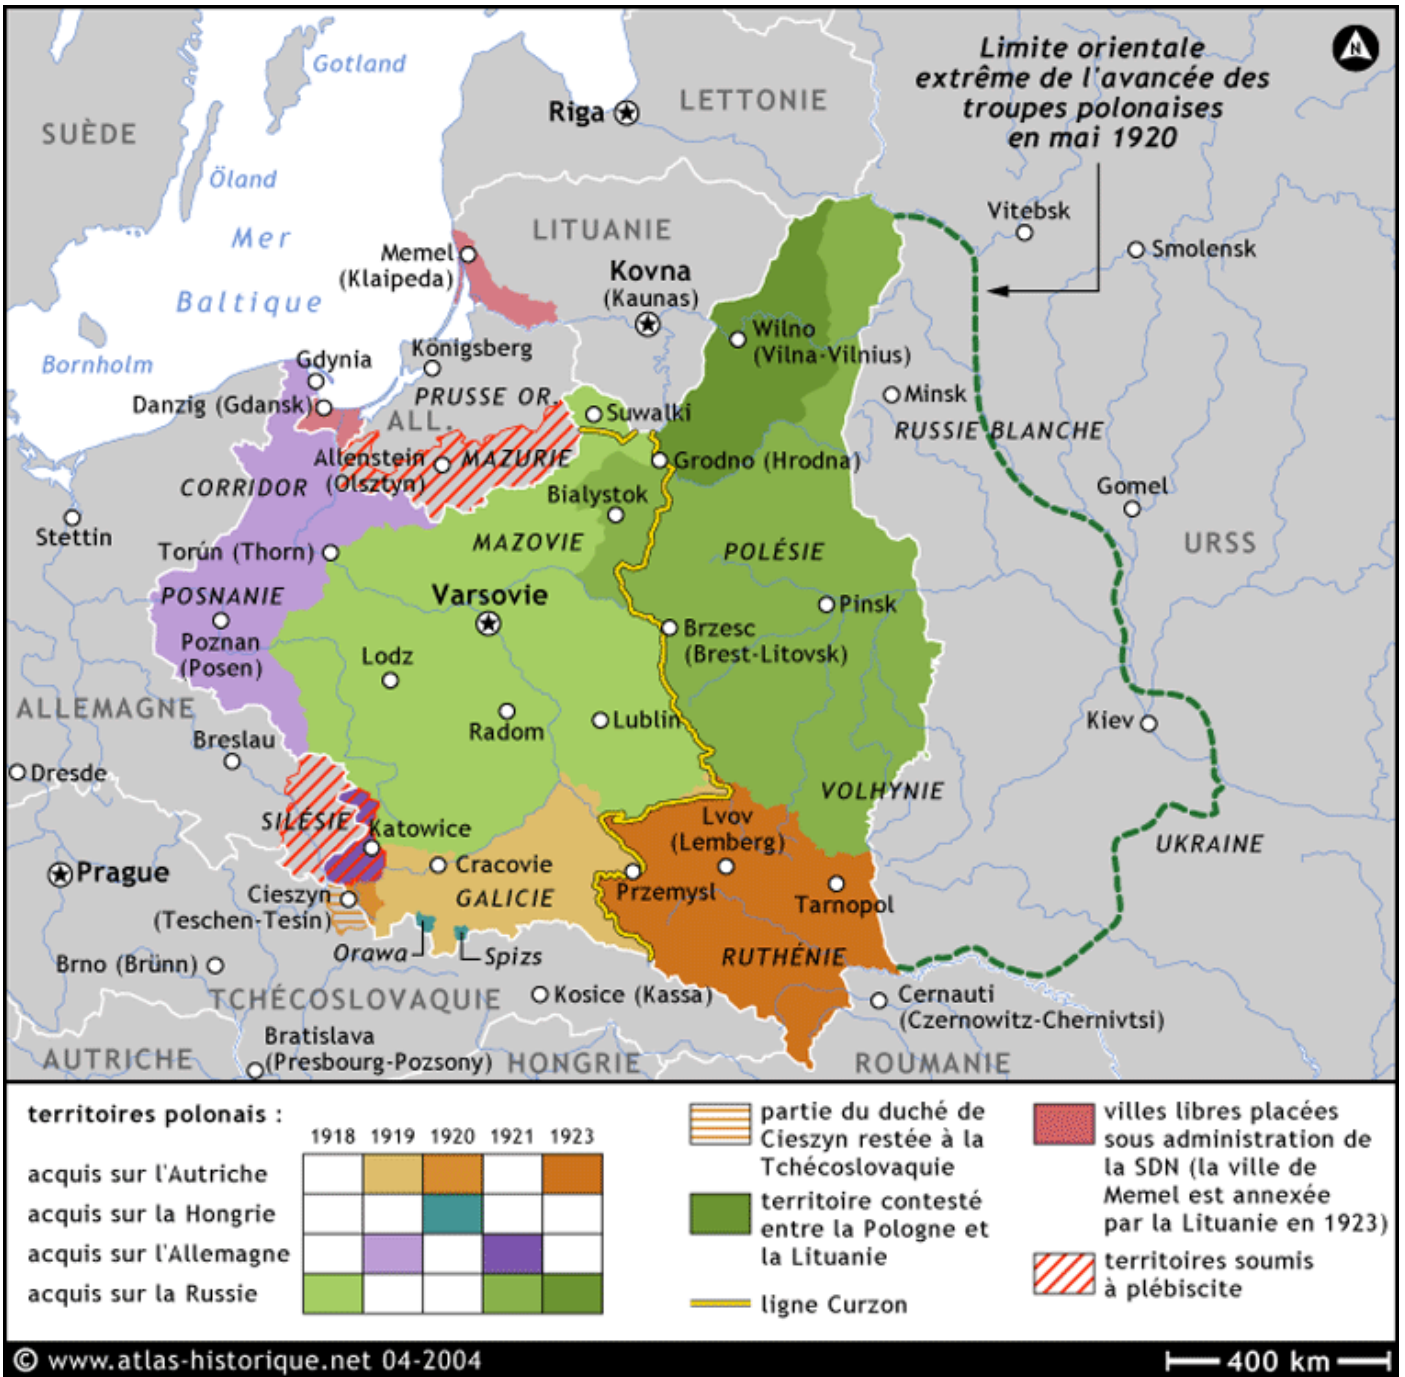 Limite orientale
extrême de l'avancée des
troupes polonaises
en mai 1920
N
Gotland
Riga
LETTONIE
SUÈDE
Öland
Vitebsk
Mer
LITUANIE
Smolensk
Memel
(Klaipeda)
Kovna
(Kaunas)
Baltique
Wilno
(Vilna-Vilnius)
Bornholm
Gdynia
Königsberg
PRUSSE OR.
Minsk
Danzig (Gdansk)
ALL.
Suwalki
RUSSIE BLANCHE
Allenstein
(Olsztyn)
MAZURIE
Grodno (Hrodna)
CORRIDOR
Bialystok
Gomel
Stettin
Torún (Thorn)
MAZOVIE
POLÉSIE
URSS
POSNANIE
Varsovie
Pinsk
Poznan
(Posen)
Brzesc
(Brest-Litovsk)
Lodz
ALLEMAGNE
Radom
Lublin
Kiev
Breslau
Dresde
VOLHYNIE
SILÉSIE
Katowice
Lvov
(Lemberg)
UKRAINE
Prague
Cracovie
Cieszyn
(Teschen-Tesin)
GALICIE
Przemysl
Tarnopol
Orawa
Spizs
RUTHÉNIE
Brno (Brünn)
TCHÉCOSLOVAQUIE
Kosice (Kassa)
Cernauti
(Czernowitz-Chernivtsi)
Bratislava
(Presbourg-Pozsony)
AUTRICHE
HONGRIE
ROUMANIE
territoires polonais :
1918 1919 1920 1921 1923
acquis sur l'Autriche
acquis sur la Hongrie
acquis sur l'Allemagne
acquis sur la Russie
partie du duché de
Cieszyn restée à la
Tchécoslovaquie
territoire contesté
entre la Pologne et
la Lituanie
ligne Curzon
villes libres placées
sous administration de
la SDN (la ville de
Memel est annexée
par la Lituanie en 1923)
territoires soumis
à plébiscite
© www.atlas-historique.net 04-2004
400 km